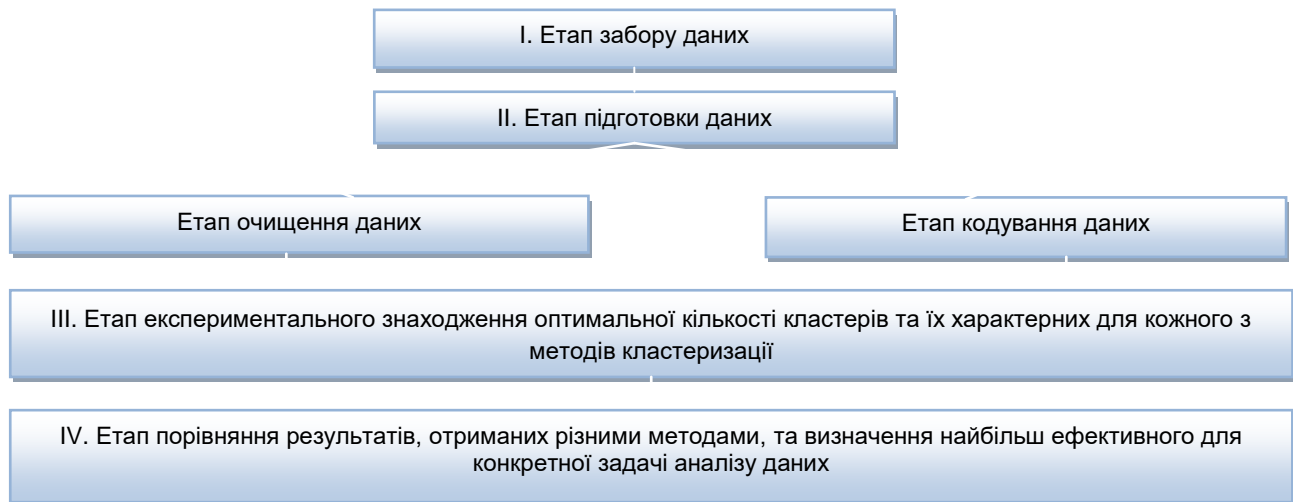 I. Етап забору даних
II. Етап підготовки даних
Етап очищення даних
Етап кодування даних
III. Етап експериментального знаходження оптимальної кількості кластерів та їх характерних для кожного з
методів кластеризації
IV. Етап порівняння результатів, отриманих різними методами, та визначення найбільш ефективного для
конкретної задачі аналізу даних